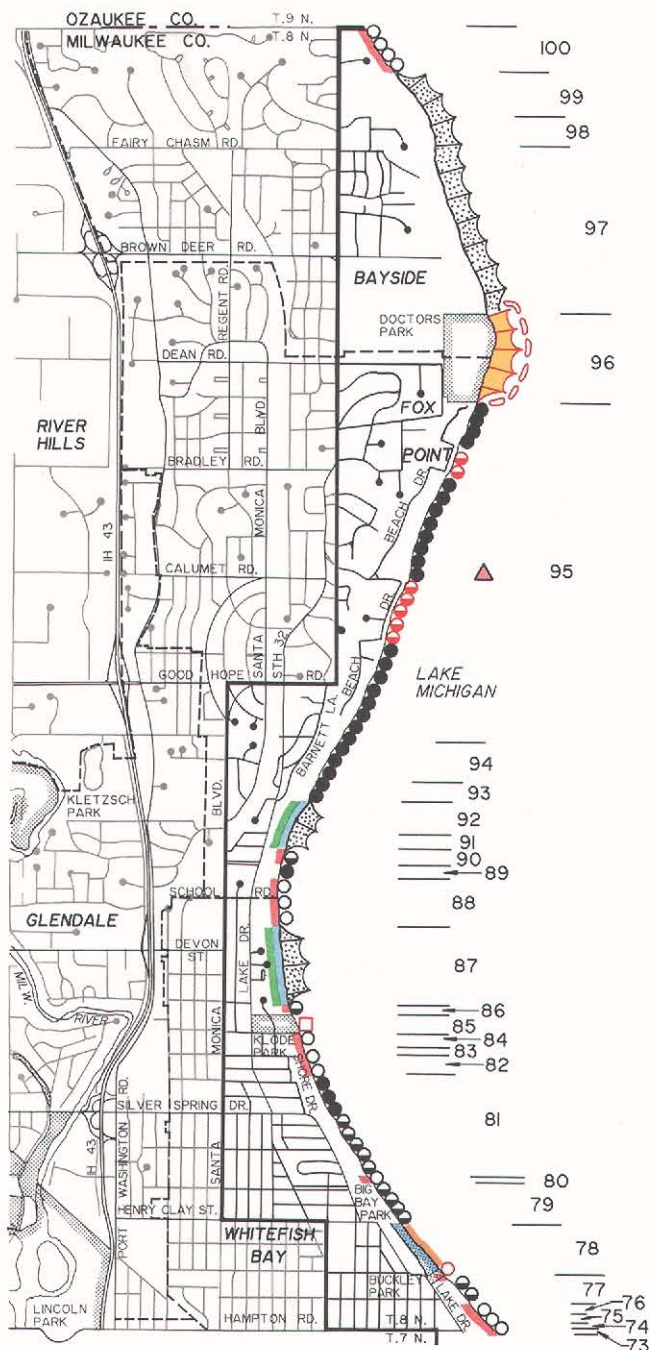 OZAUKEE CO. T.9 N.
MILWAUKEE CO. T.8 N.
100
99
FAIRY CHASM RD.
98
97
BROWN DEER RD.
BAYSIDE
REGENT RD.
DOCTORS
PARK
DEAN RD.
96
FOX
POINT
RIVER
HILLS
BLVD.
BRADLEY RD.
BEACH DR.
IH 43
MONICA
CALUMET RD.
95
SANTA
STH 32
BEACH DR
GOOD HOPE RD.
LAKE
MICHIGAN
BARNETT LA.
94
93
KLETZSCH
PARK
BLVD.
92
91
90
89
SCHOOL RD.
88
GLENDALE
DEVON
ST.
LAKE DR.
87
MILW.
RIVER
MONICA
86
KLODE
PARK
85
84
83
82
SHORE DR.
SILVER SPRING DR.
81
IH 43
PORT WASHINGTON RD.
SANTA
80
BIG
BAY
PARK
79
HENRY CLAY ST.
WHITEFISH
BAY
78
BUCKLEY
PARK
LAKE DR.
77
76
LINCOLN
PARK
HAMPTON RD.
T.8 N.
75
74
T.7 N.
73